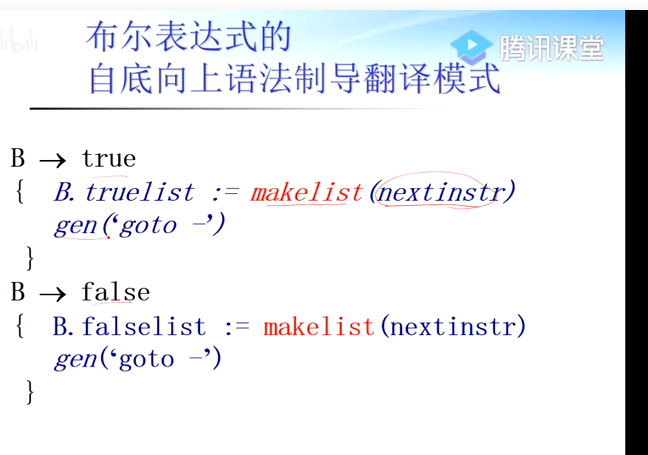 布尔表达式的
自底向上语法制导翻译模式
腾讯课堂
B → true
{ B.truelist := makelist(nextinstr)
gen(‘goto –’)
}
B → false
{ B.falselist := makelist(nextinstr)
gen(‘goto –’)
}